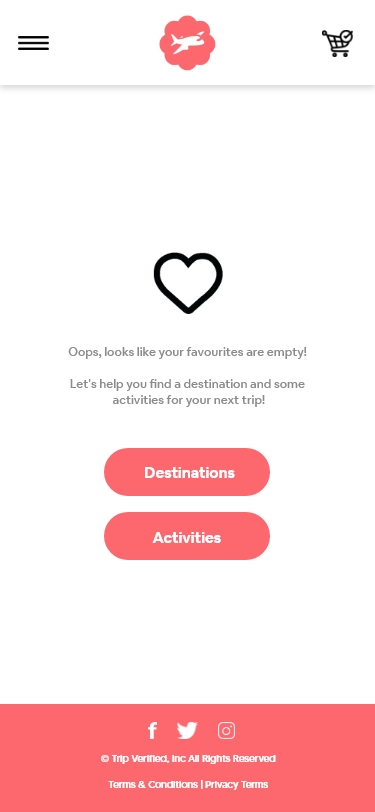 Oops, looks like your favourites are empty!
Let's help you find a destination and some
activities for your next trip!
Destinations
Activities
© Trip Verified, Inc All Rights Reserved
Terms & Conditions | Privacy Terms